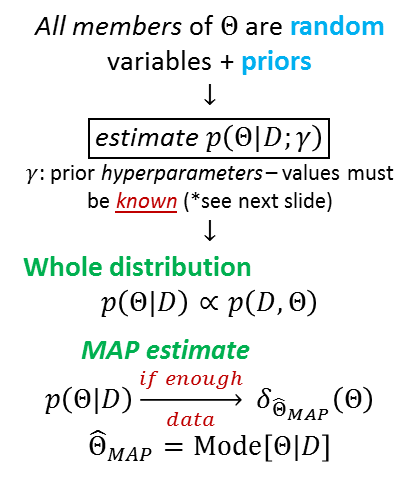 All members of Θ are random
variables + priors
↓
estimate p(Θ|D; γ)
γ: prior hyperparameters – values must
be known (*see next slide)
↓
Whole distribution
p(Θ|D) ∝ p(D, Θ)
MAP estimate
if enough
p(Θ|D) ⟶ δ_Θ̂_MAP (Θ)
data
Θ̂_MAP = Mode[Θ|D]